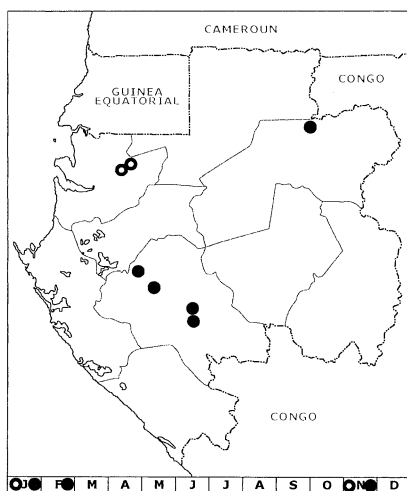 CAMEROUN
CONGO
GUINEA
EQUATORIAL
CONGO
J F M A M J J A S O N D